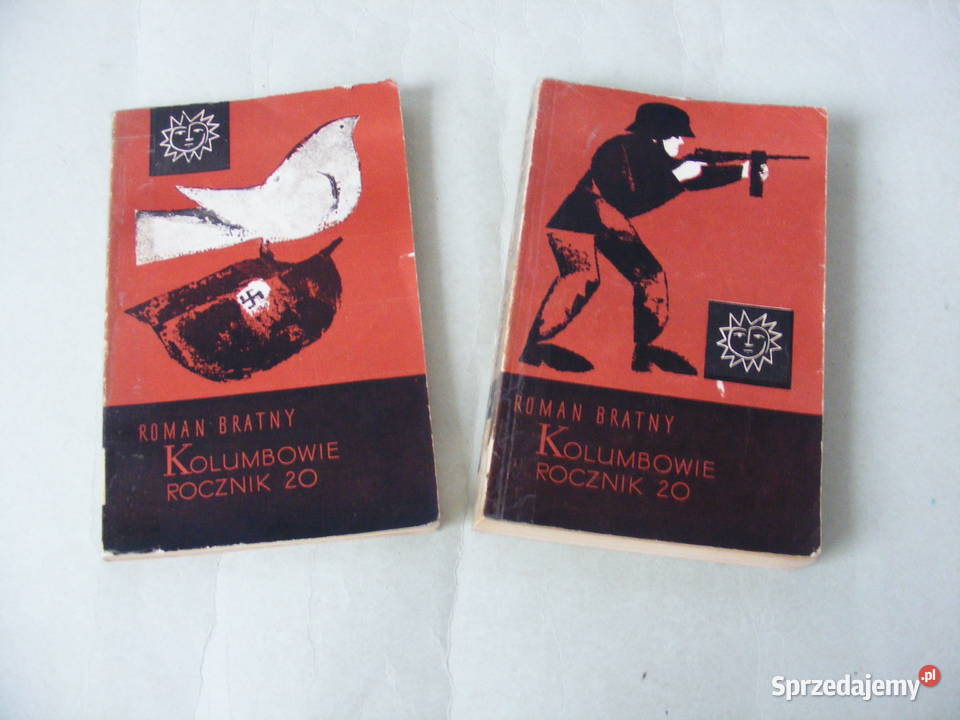 ROMAN BRATNY
KOLUMBOWIE
ROCZNIK 20
ROMAN BRATNY
KOLUMBOWIE
ROCZNIK 20
Sprzedajemy.pl